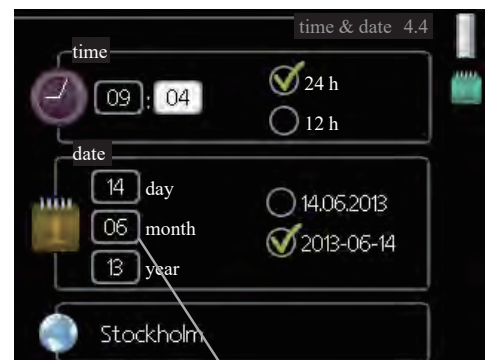 time & date 4.4
time
09 : 04
24 h
12 h
date
14 day
06 month
13 year
14.06.2013
2013-06-14
Stockholm